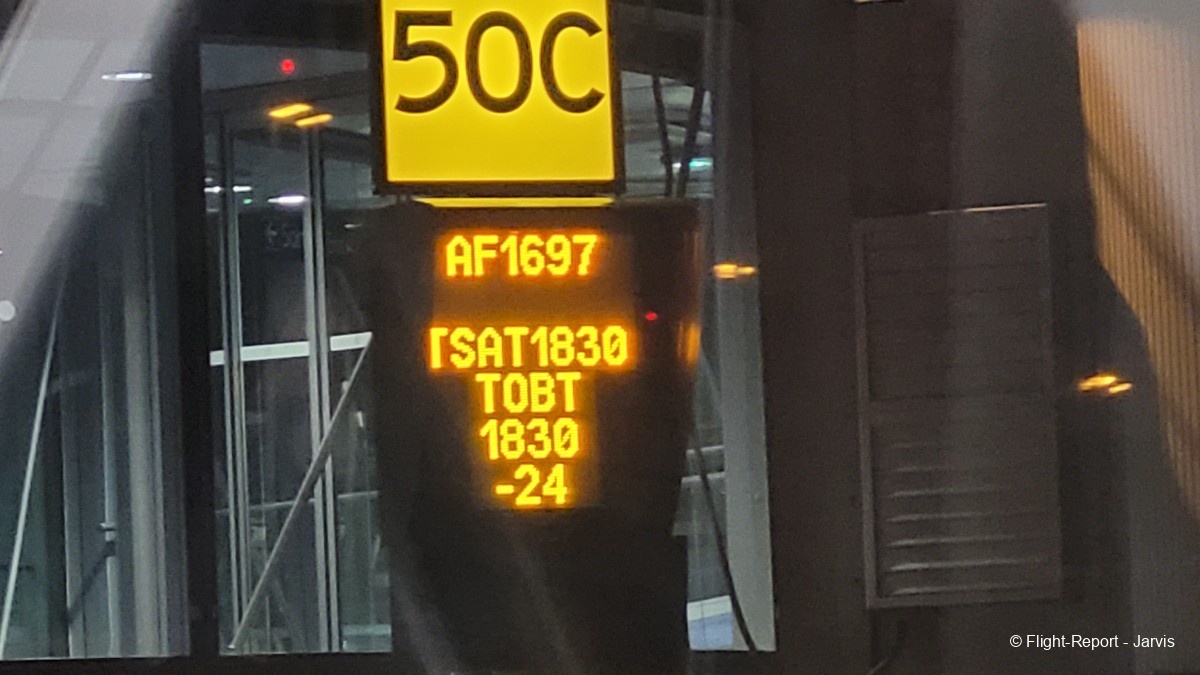 50C
AF1697
TSAT1830
TOBT
1830
-24
© Flight-Report - Jarvis